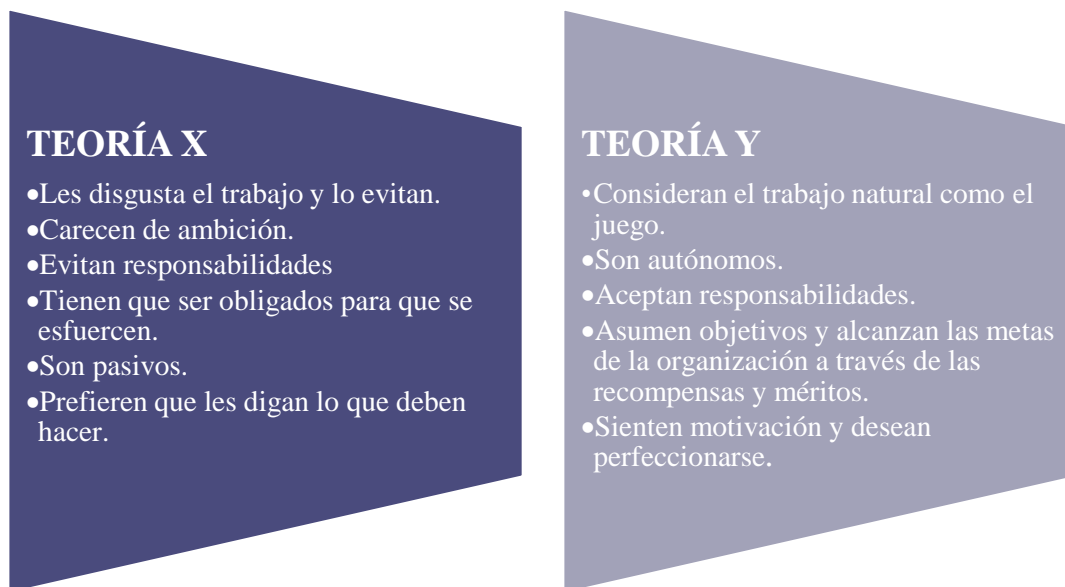 TEORÍA X
•Les disgusta el trabajo y lo evitan.
•Carecen de ambición.
•Evitan responsabilidades
•Tienen que ser obligados para que se
esfuercen.
•Son pasivos.
•Prefieren que les digan lo que deben
hacer.
TEORÍA Y
•Consideran el trabajo natural como el
juego.
•Son autónomos.
•Aceptan responsabilidades.
•Asumen objetivos y alcanzan las metas
de la organización a través de las
recompensas y méritos.
•Sienten motivación y desean
perfeccionarse.